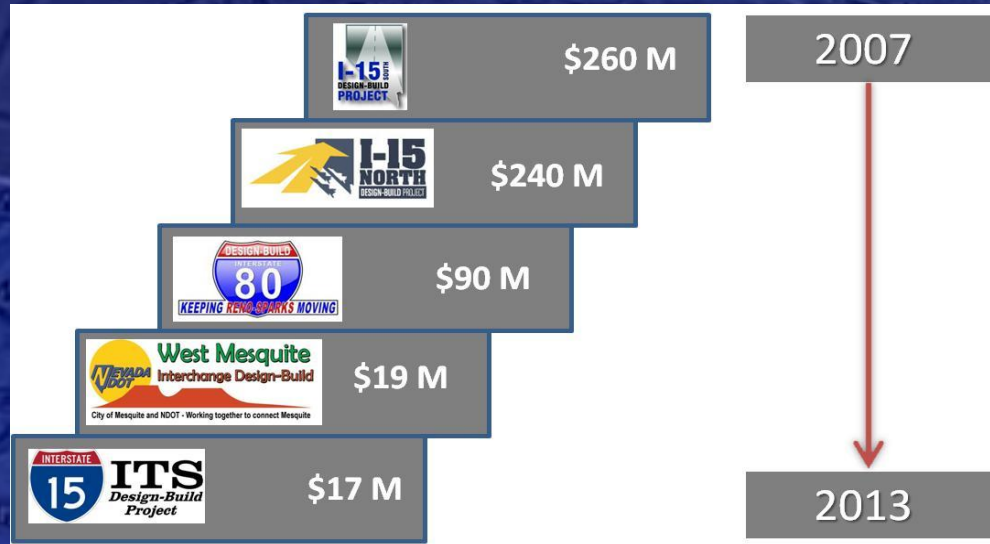 I-15 SOUTH
DESIGN-BUILD
PROJECT
$260 M
2007
I-15
NORTH
DESIGN-BUILD PROJECT
$240 M
DESIGN-BUILD
INTERSTATE
80
KEEPING RENO-SPARKS MOVING
$90 M
NEVADA
DOT
West Mesquite
Interchange Design-Build
City of Mesquite and NDOT - Working together to connect Mesquite
$19 M
INTERSTATE
15
ITS
Design-Build
Project
$17 M
2013